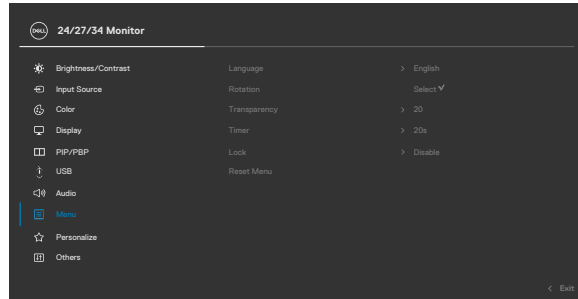 DELL 24/27/34 Monitor
Brightness/Contrast Language > English
Input Source Rotation Select ✓
Color Transparency > 20
Display Timer > 20s
PIP/PBP Lock > Disable
USB Reset Menu
Audio
Menu
Personalize
Others
< Exit